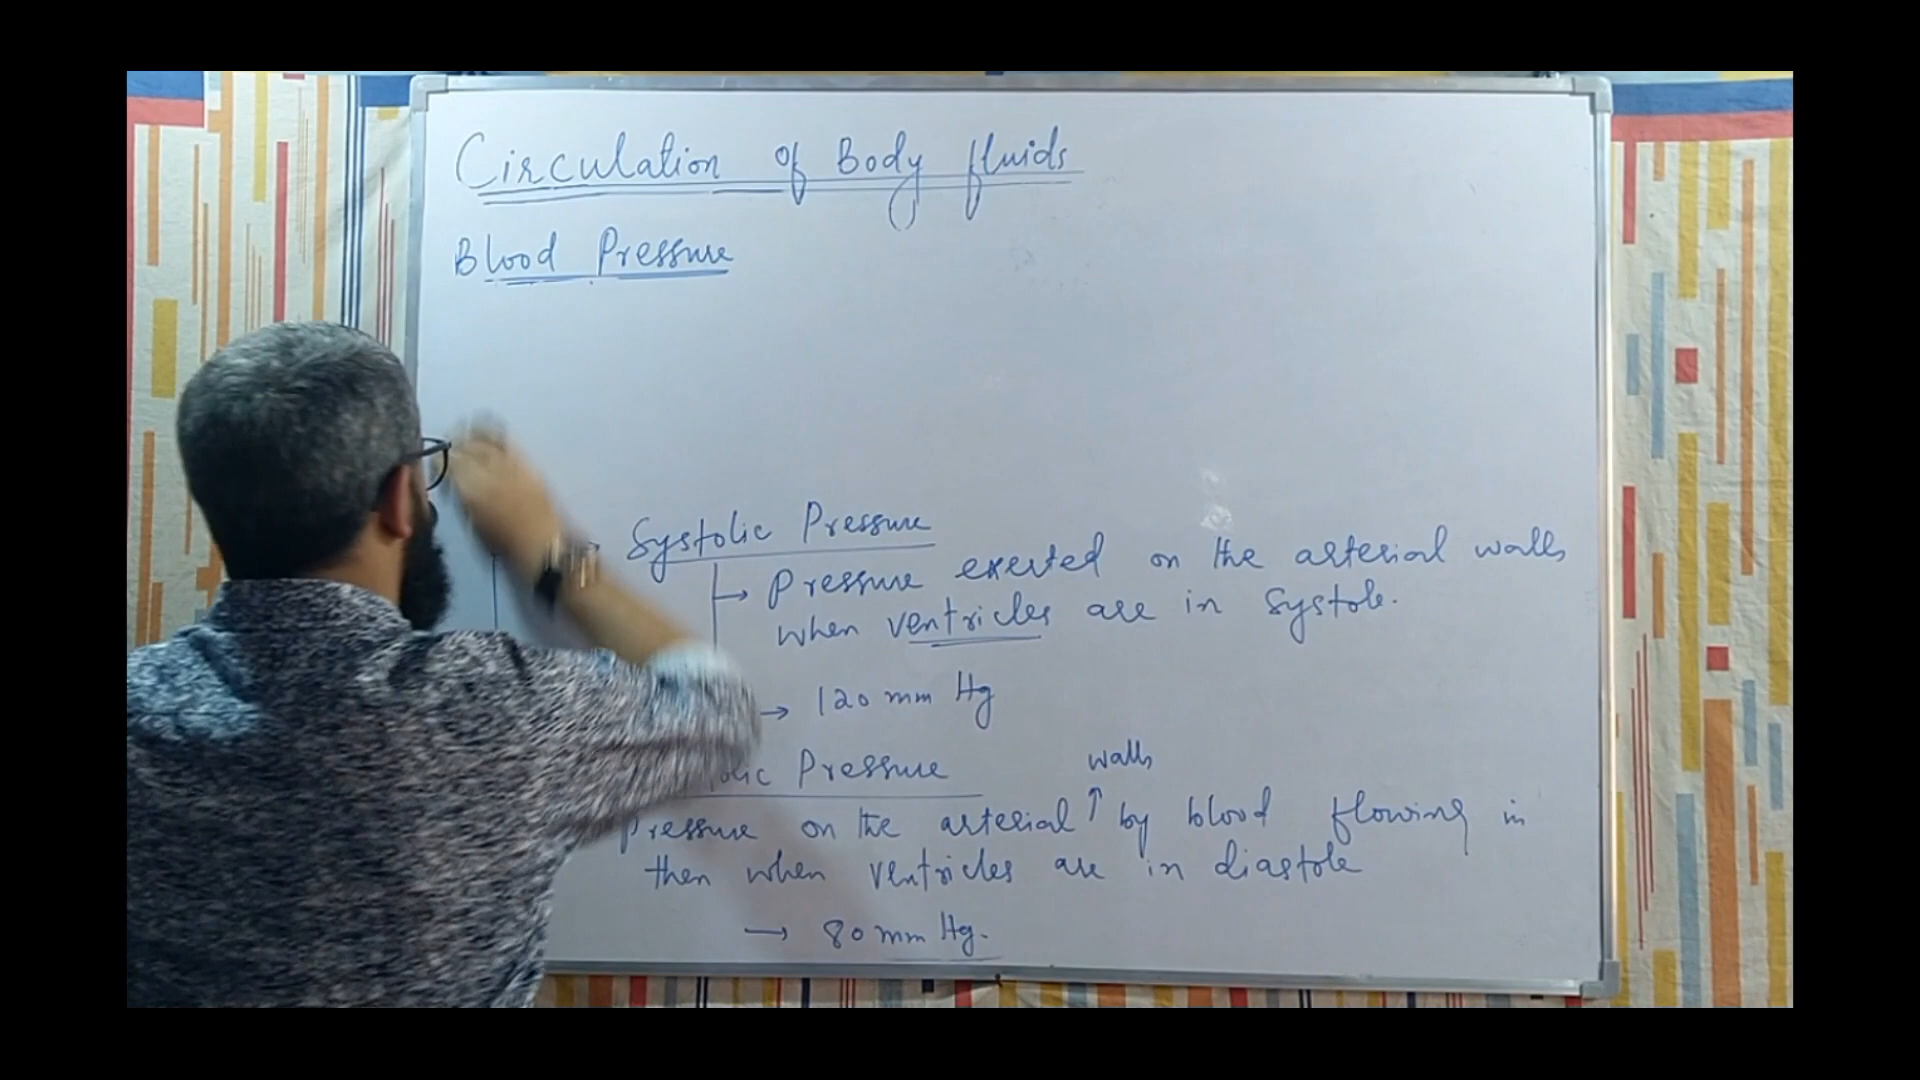 Circulation of Body fluids
Blood Pressure
Systolic Pressure
→ Pressure exerted on the arterial walls
when ventricles are in systole.
→ 120 mm Hg
Pressure
walls
Pressure on the arterial ↑ by blood flowing in
then when ventricles are in diastole
→ 80 mm Hg.